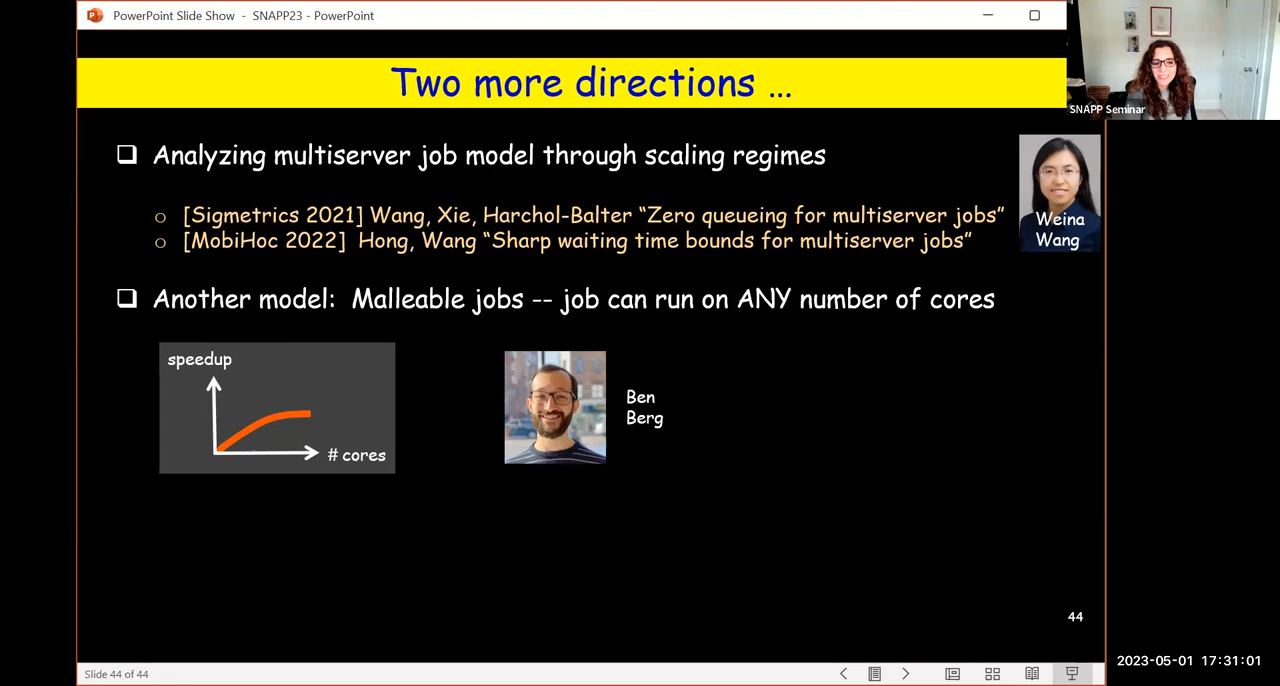 PowerPoint Slide Show - SNAPP23 - PowerPoint
SNAPP Seminar
Two more directions ...
Analyzing multiserver job model through scaling regimes
[Sigmetrics 2021] Wang, Xie, Harchol-Balter “Zero queueing for multiserver jobs”
[MobiHoc 2022] Hong, Wang “Sharp waiting time bounds for multiserver jobs”
Weina
Wang
Another model: Malleable jobs -- job can run on ANY number of cores
speedup
# cores
Ben
Berg
44
Slide 44 of 44
2023-05-01 17:31:01